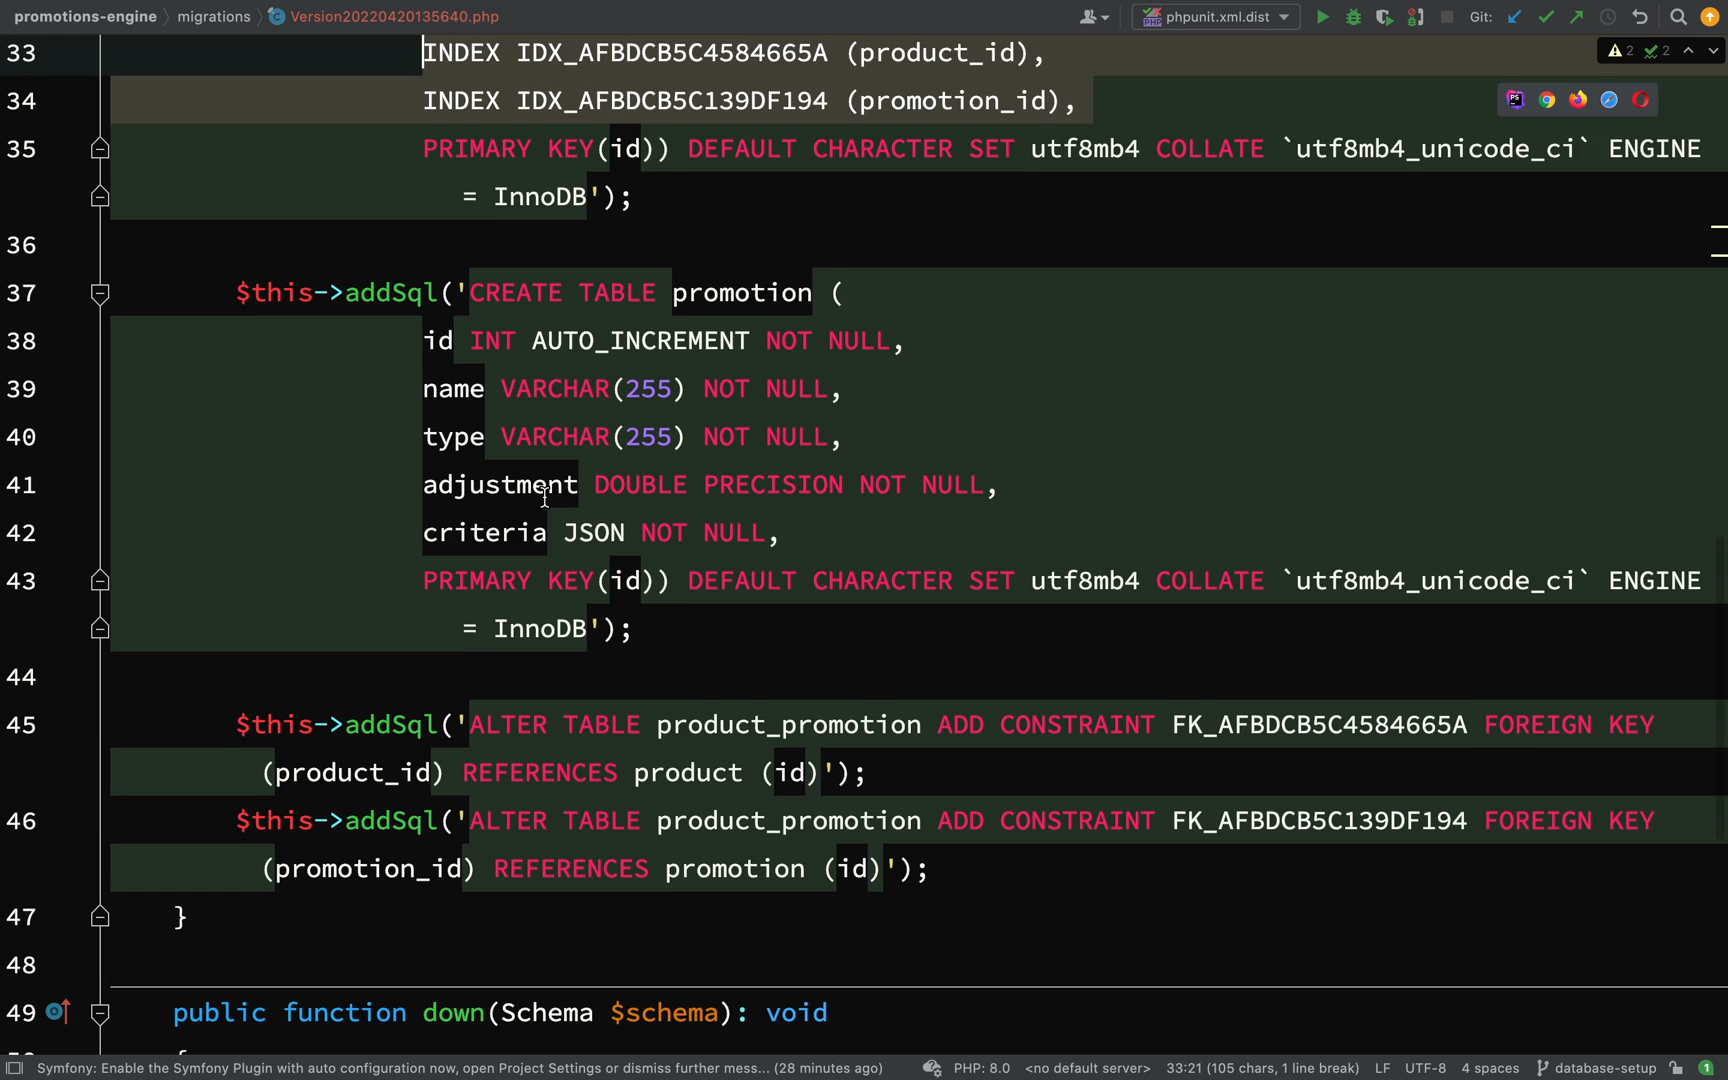 promotions-engine migrations Version20220420135640.php phpunit.xml.dist Git:
33 INDEX IDX_AFBDCB5C4584665A (product_id), 2 2
34 INDEX IDX_AFBDCB5C139DF194 (promotion_id),
35 PRIMARY KEY(id)) DEFAULT CHARACTER SET utf8mb4 COLLATE `utf8mb4_unicode_ci` ENGINE
= InnoDB');
36
37 $this->addSql('CREATE TABLE promotion (
38 id INT AUTO_INCREMENT NOT NULL,
39 name VARCHAR(255) NOT NULL,
40 type VARCHAR(255) NOT NULL,
41 adjustment DOUBLE PRECISION NOT NULL,
42 criteria JSON NOT NULL,
43 PRIMARY KEY(id)) DEFAULT CHARACTER SET utf8mb4 COLLATE `utf8mb4_unicode_ci` ENGINE
= InnoDB');
44
45 $this->addSql('ALTER TABLE product_promotion ADD CONSTRAINT FK_AFBDCB5C4584665A FOREIGN KEY
(product_id) REFERENCES product (id)');
46 $this->addSql('ALTER TABLE product_promotion ADD CONSTRAINT FK_AFBDCB5C139DF194 FOREIGN KEY
(promotion_id) REFERENCES promotion (id)');
47 }
48
49 public function down(Schema $schema): void
Symfony: Enable the Symfony Plugin with auto configuration now, open Project Settings or dismiss further mess... (28 minutes ago) PHP: 8.0 <no default server> 33:21 (105 chars, 1 line break) LF UTF-8 4 spaces database-setup 1